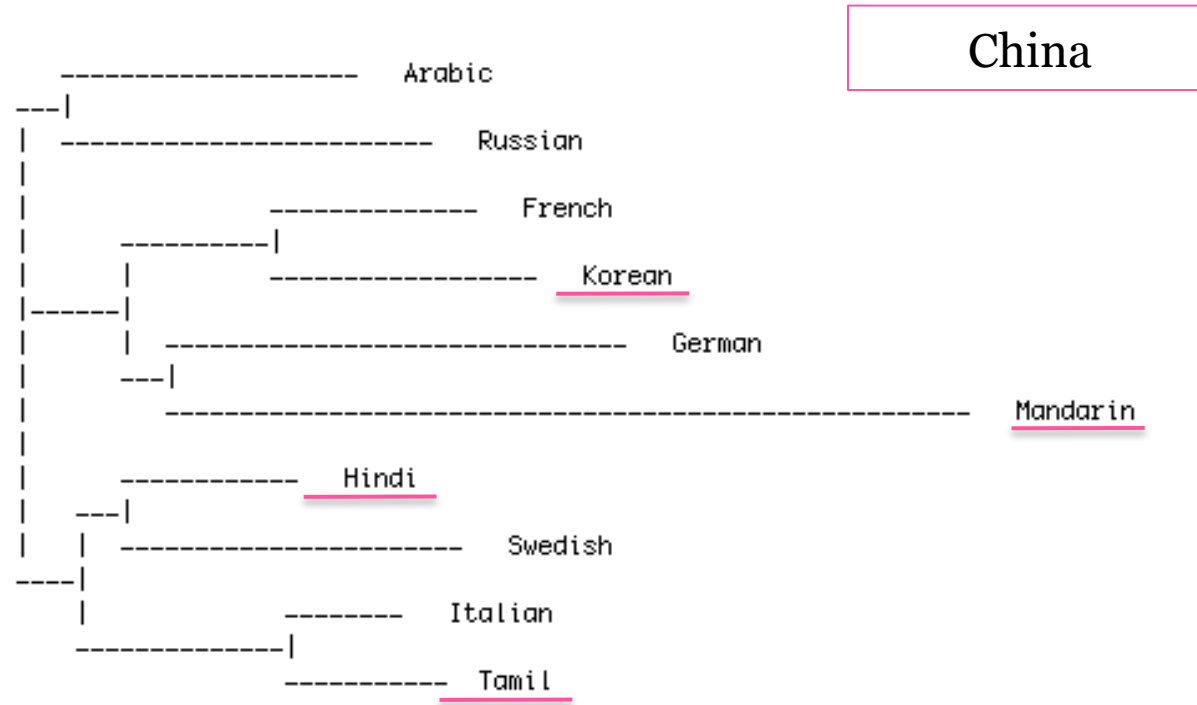 China
Arabic
Russian
French
Korean
German
Mandarin
Hindi
Swedish
Italian
Tamil